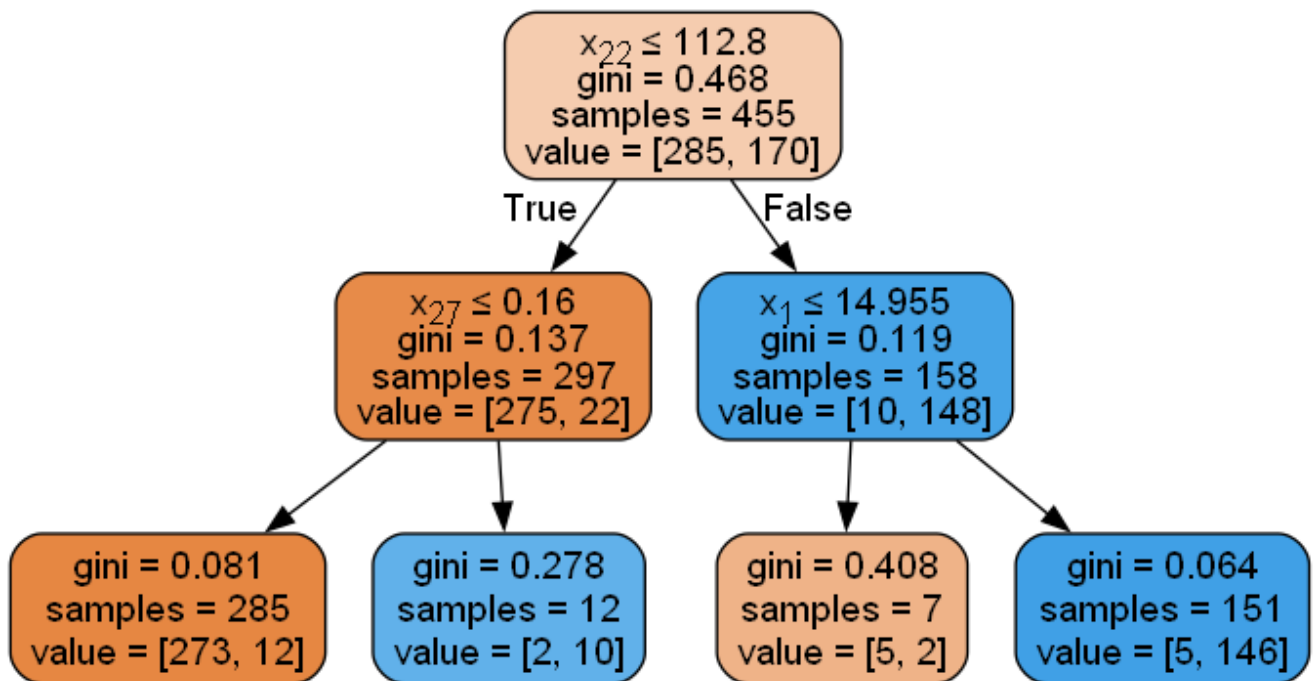 x22 ≤ 112.8
gini = 0.468
samples = 455
value = [285, 170]
True
False
x27 ≤ 0.16
gini = 0.137
samples = 297
value = [275, 22]
x1 ≤ 14.955
gini = 0.119
samples = 158
value = [10, 148]
gini = 0.081
samples = 285
value = [273, 12]
gini = 0.278
samples = 12
value = [2, 10]
gini = 0.408
samples = 7
value = [5, 2]
gini = 0.064
samples = 151
value = [5, 146]